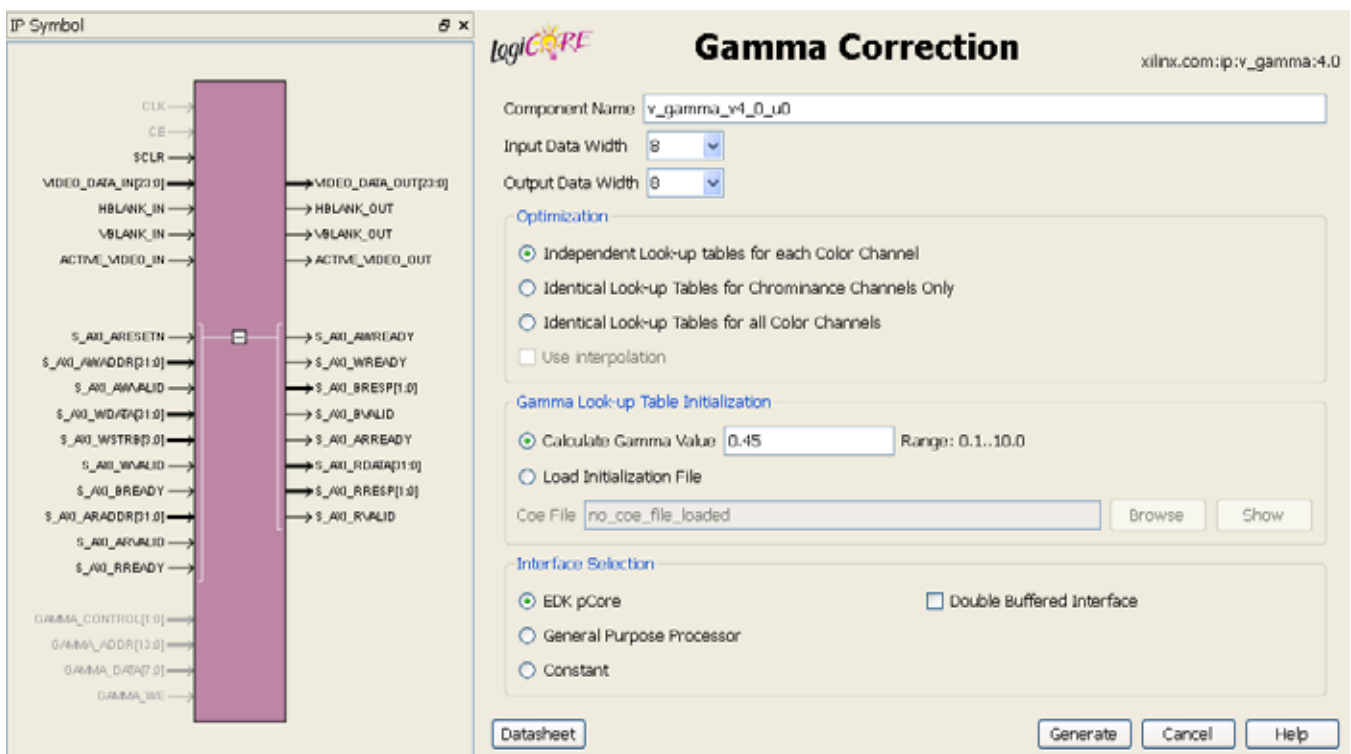 IP Symbol
CLK
CE
SCLR
VIDEO_DATA_IN[23:0]
HBLANK_IN
VBLANK_IN
ACTIVE_VIDEO_IN
VIDEO_DATA_OUT[23:0]
HBLANK_OUT
VBLANK_OUT
ACTIVE_VIDEO_OUT
S_AXI_ARESETN
S_AXI_AWADDR[31:0]
S_AXI_AWVALID
S_AXI_WDATA[31:0]
S_AXI_WSTRB[3:0]
S_AXI_WVALID
S_AXI_BREADY
S_AXI_ARADDR[31:0]
S_AXI_ARVALID
S_AXI_RREADY
S_AXI_AWREADY
S_AXI_WREADY
S_AXI_BRESP[1:0]
S_AXI_BVALID
S_AXI_ARREADY
S_AXI_RDATA[31:0]
S_AXI_RRESP[1:0]
S_AXI_RVALID
GAMMA_CONTROL[1:0]
GAMMA_ADDR[13:0]
GAMMA_DATA[7:0]
GAMMA_WE
logiCORE
Gamma Correction
xilinx.com:ip:v_gamma:4.0
Component Name v_gamma_v4_0_u0
Input Data Width 8
Output Data Width 8
Optimization
Independent Look-up tables for each Color Channel
Identical Look-up Tables for Chrominance Channels Only
Identical Look-up Tables for all Color Channels
Use interpolation
Gamma Look-up Table Initialization
Calculate Gamma Value 0.45 Range: 0.1..10.0
Load Initialization File
Coe File no_coe_file_loaded Browse Show
Interface Selection
EDK pCore Double Buffered Interface
General Purpose Processor
Constant
Datasheet Generate Cancel Help